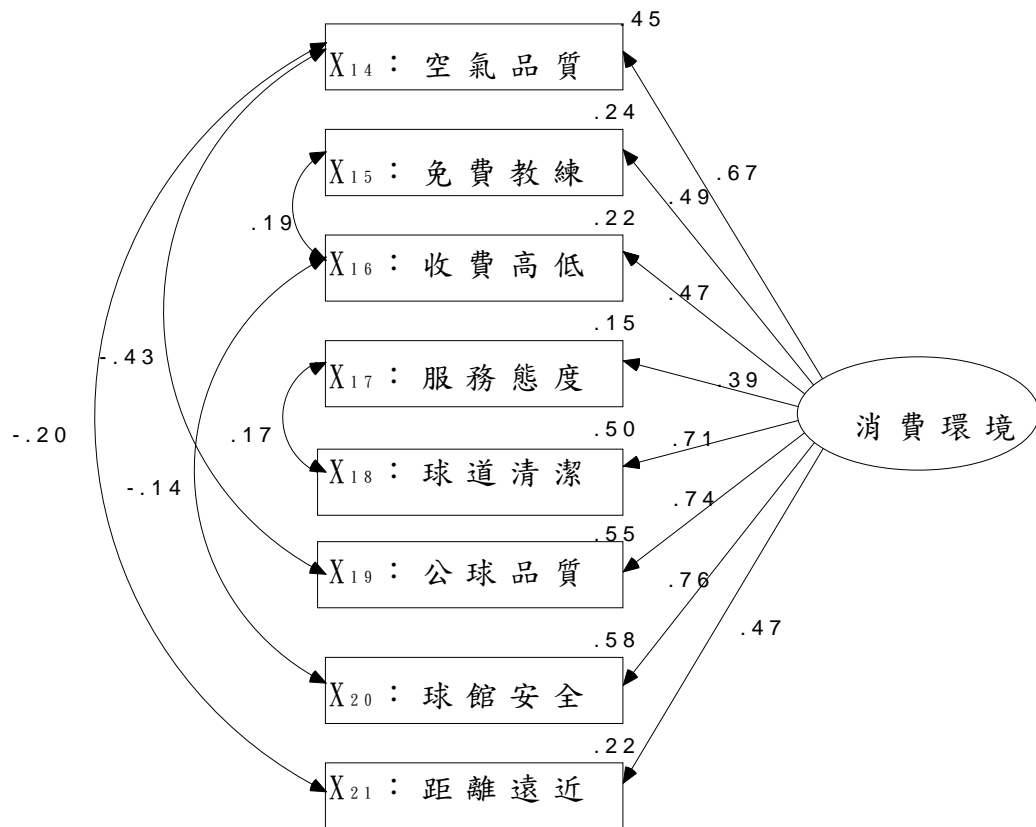 .45
X₁₄：空氣品質
.24
.67
X₁₅：免費教練
.49
.19
.22
X₁₆：收費高低
.47
.15
-.43
X₁₇：服務態度
.39
消費環境
-.20
.17
.50
.71
X₁₈：球道清潔
-.14
.74
.55
X₁₉：公球品質
.76
.58
.47
X₂₀：球館安全
.22
X₂₁：距離遠近